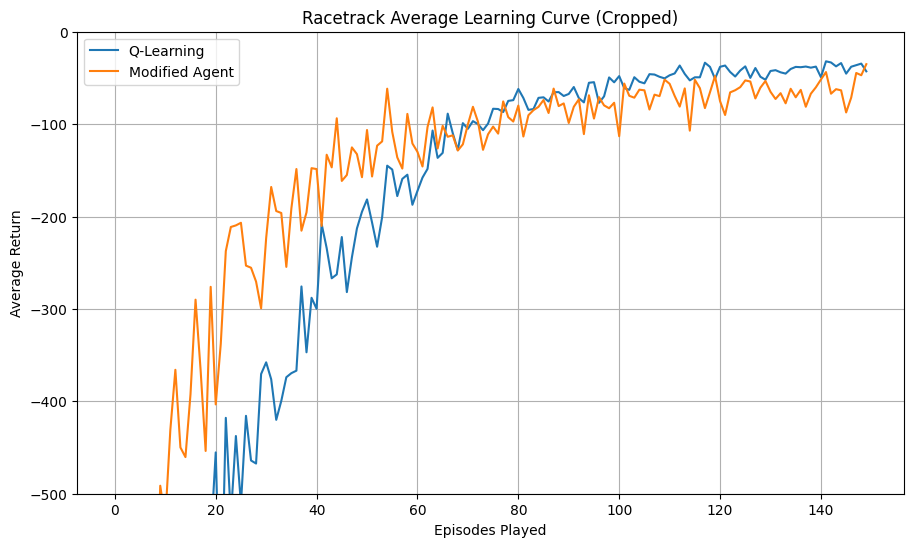 Racetrack Average Learning Curve (Cropped)
Q-Learning
Modified Agent
Average Return
0
−100
−200
−300
−400
−500
0 20 40 60 80 100 120 140
Episodes Played